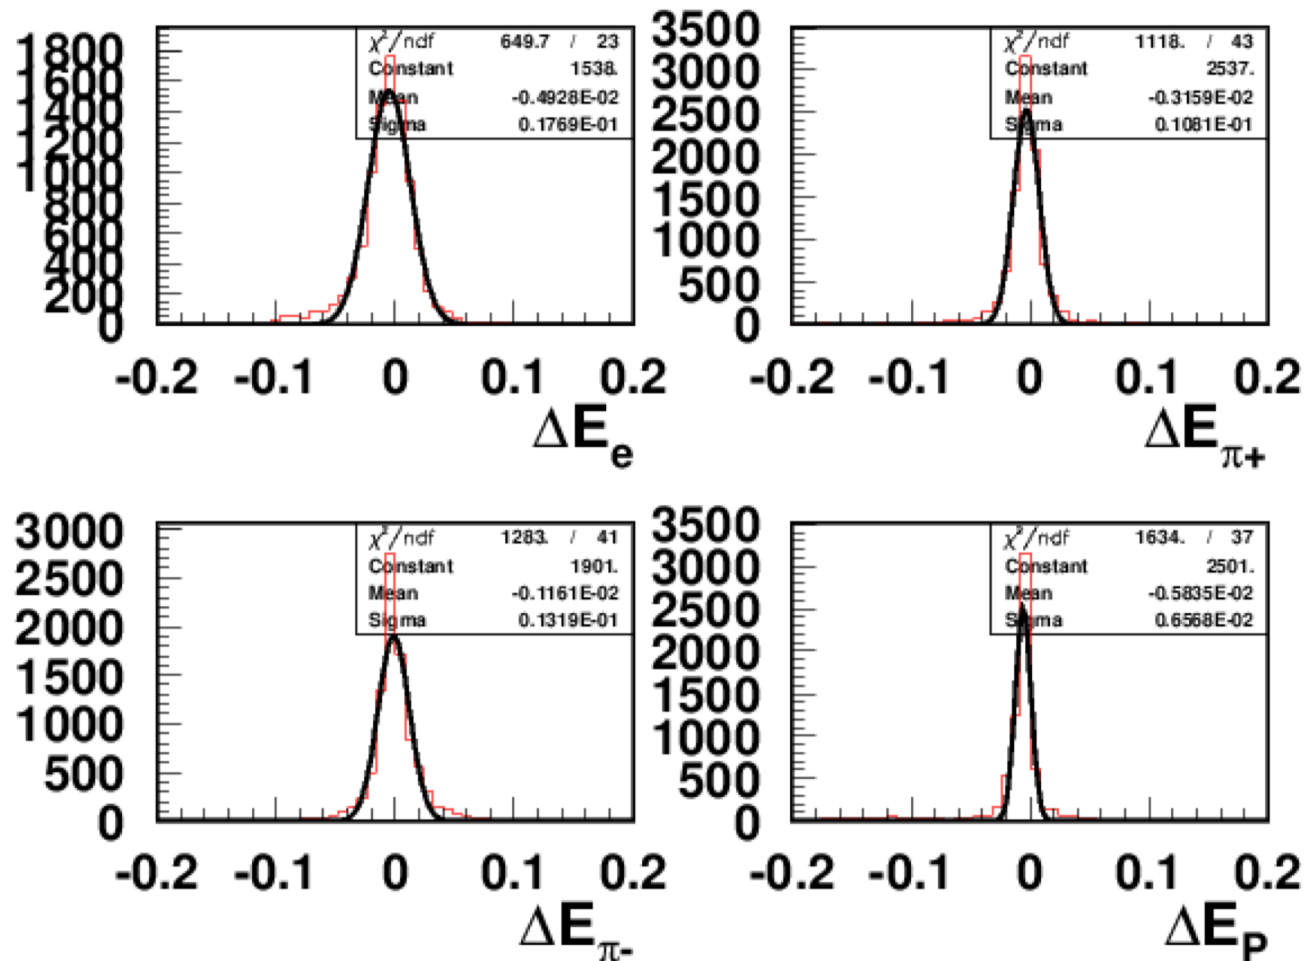 1800
1600
1400
1200
1000
800
600
400
200
0
χ²/ndf 649.7 / 23
Constant 1538.
Mean -0.4928E-02
Sigma 0.1769E-01
-0.2 -0.1 0 0.1 0.2
ΔEe
3500
3000
2500
2000
1500
1000
500
0
χ²/ndf 1118. / 43
Constant 2537.
Mean -0.3159E-02
Sigma 0.1081E-01
-0.2 -0.1 0 0.1 0.2
ΔEπ+
3000
2500
2000
1500
1000
500
0
χ²/ndf 1283. / 41
Constant 1901.
Mean -0.1161E-02
Sigma 0.1319E-01
-0.2 -0.1 0 0.1 0.2
ΔEπ-
3500
3000
2500
2000
1500
1000
500
0
χ²/ndf 1634. / 37
Constant 2501.
Mean -0.5835E-02
Sigma 0.6568E-02
-0.2 -0.1 0 0.1 0.2
ΔEP